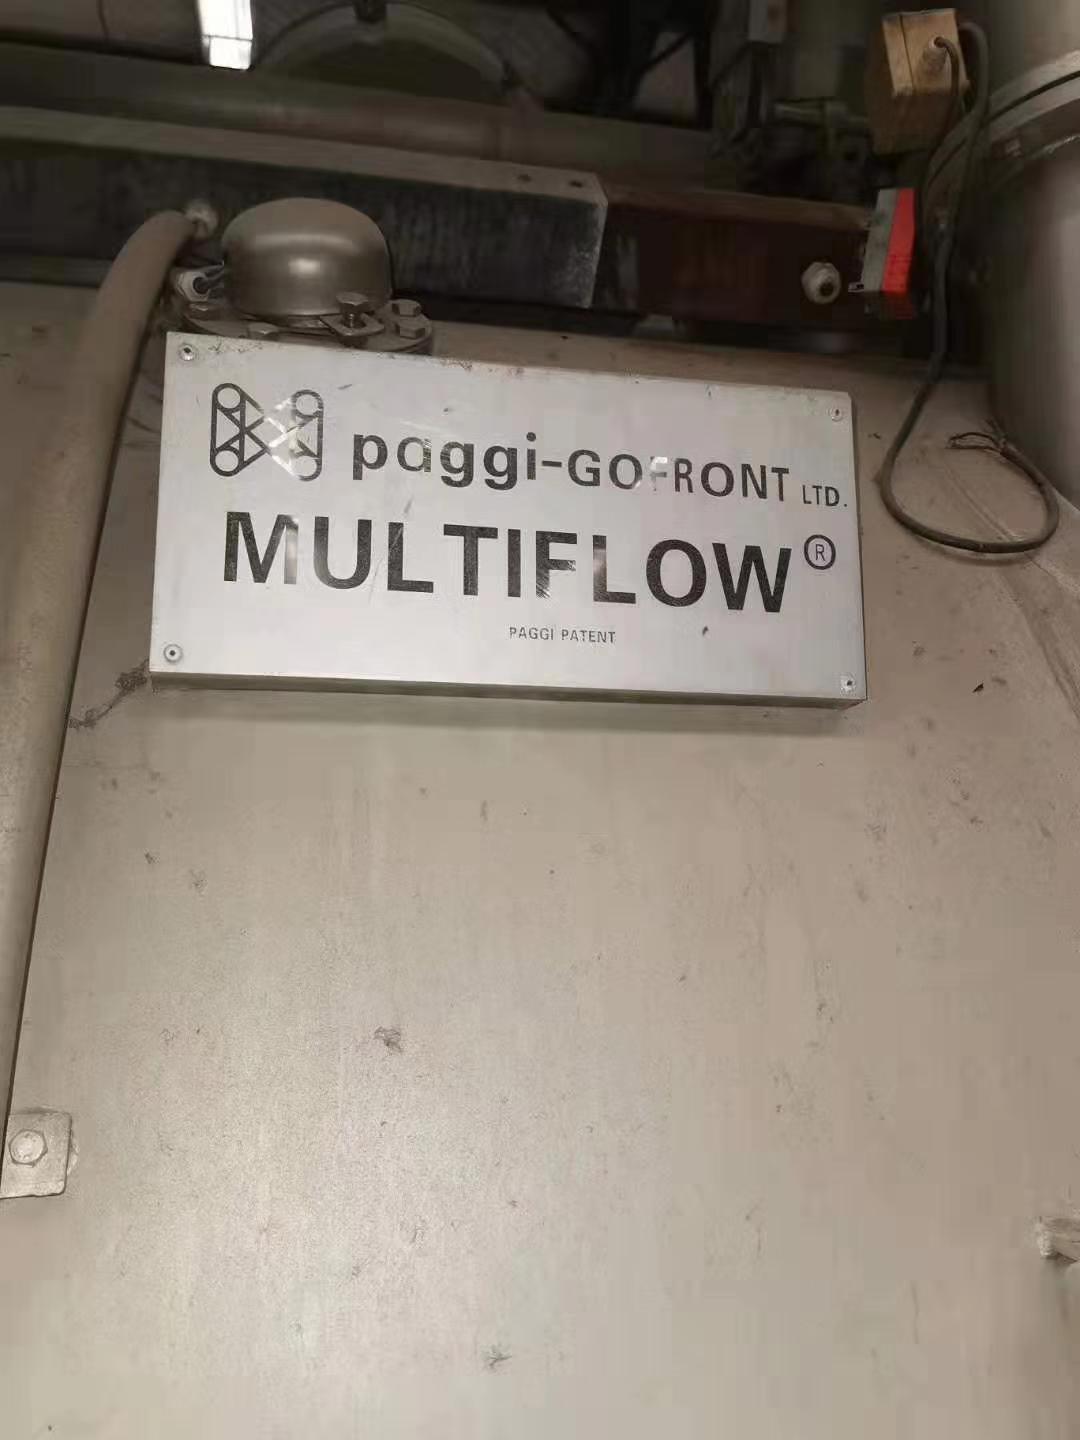 paggi-GOFRONT LTD.
MULTIFLOW®
PAGGI PATENT